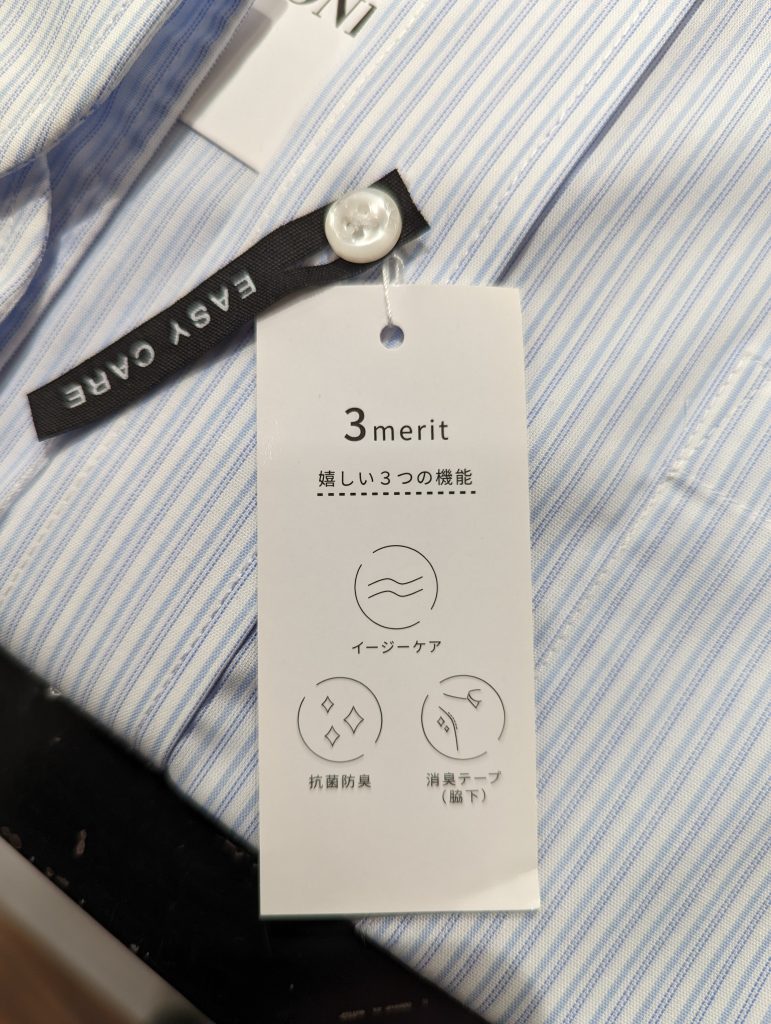 EASY CARE
3merit
嬉しい3つの機能
イージーケア
抗菌防臭
消臭テープ
(脇下)